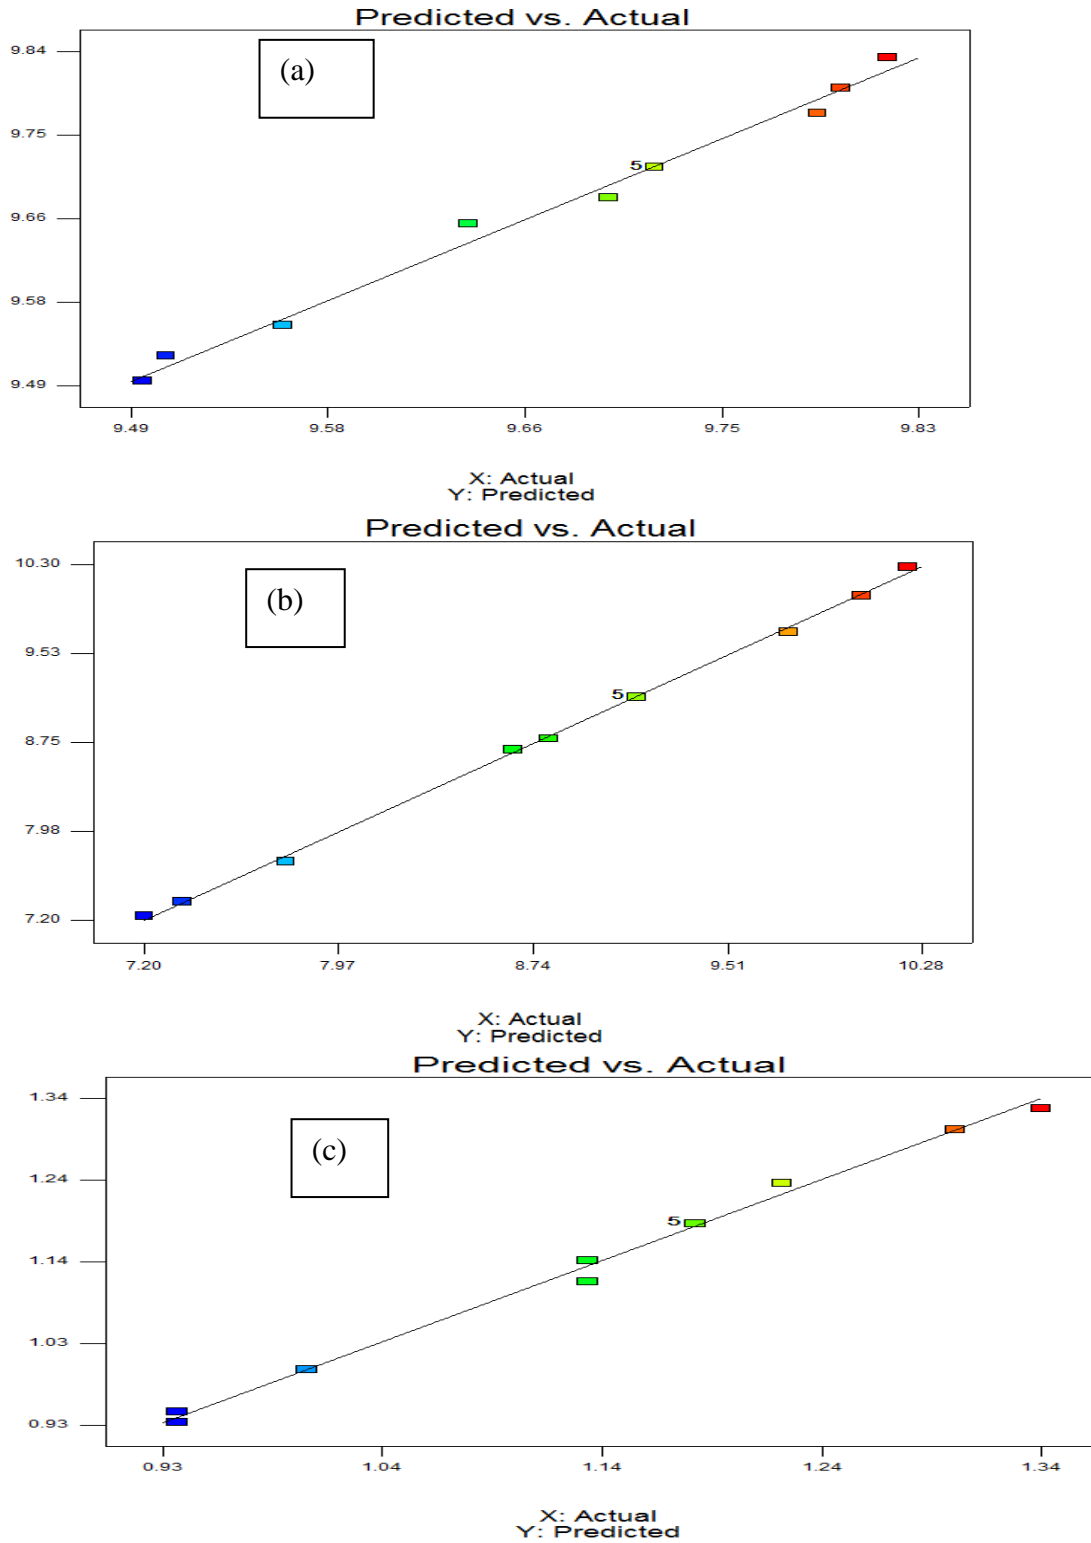 Predicted vs. Actual
(a)
9.84
9.75
5
9.66
9.58
9.49
9.49 9.58 9.66 9.75 9.83
X: Actual
Y: Predicted
Predicted vs. Actual
(b)
10.30
9.53
5
8.75
7.98
7.20
7.20 7.97 8.74 9.51 10.28
X: Actual
Y: Predicted
Predicted vs. Actual
(c)
1.34
1.24
5
1.14
1.03
0.93
0.93 1.04 1.14 1.24 1.34
X: Actual
Y: Predicted